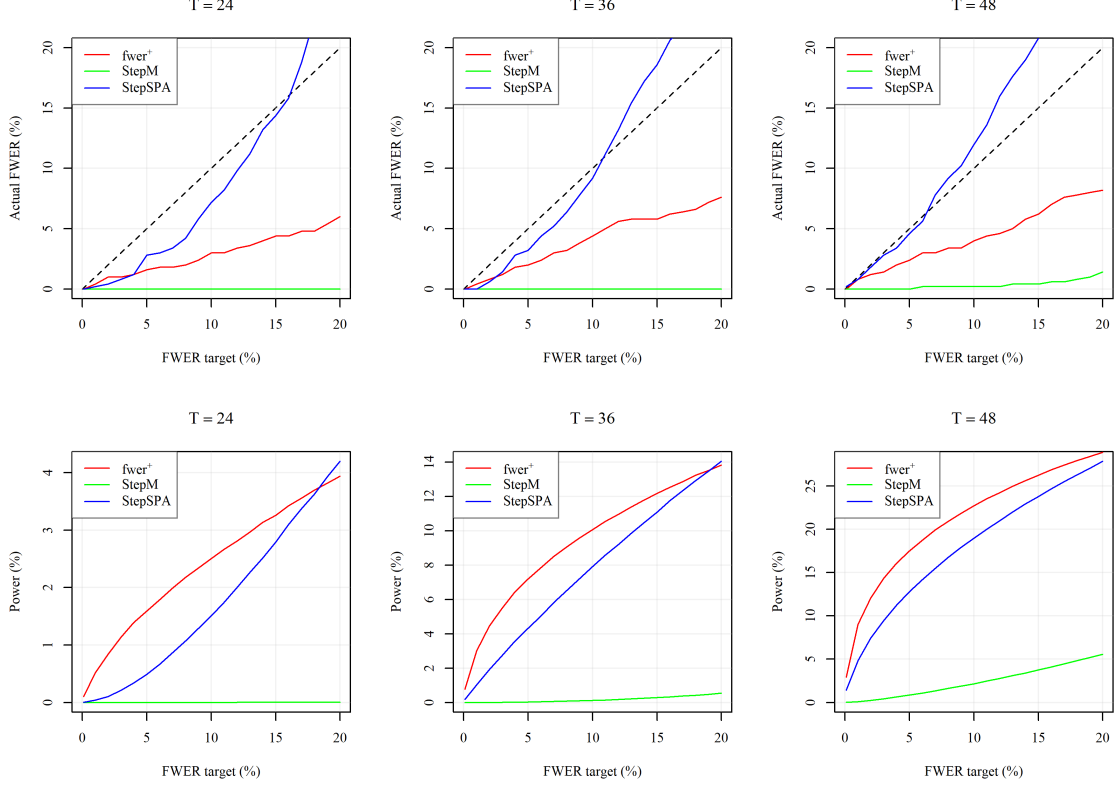 T = 24
fwer+
StepM
StepSPA
Actual FWER (%)
0
5
10
15
20
0
5
10
15
20
FWER target (%)
T = 36
fwer+
StepM
StepSPA
Actual FWER (%)
0
5
10
15
20
0
5
10
15
20
FWER target (%)
T = 48
fwer+
StepM
StepSPA
Actual FWER (%)
0
5
10
15
20
0
5
10
15
20
FWER target (%)
T = 24
fwer+
StepM
StepSPA
Power (%)
0
1
2
3
4
0
5
10
15
20
FWER target (%)
T = 36
fwer+
StepM
StepSPA
Power (%)
0
2
4
6
8
10
12
14
0
5
10
15
20
FWER target (%)
T = 48
fwer+
StepM
StepSPA
Power (%)
0
5
10
15
20
25
0
5
10
15
20
FWER target (%)